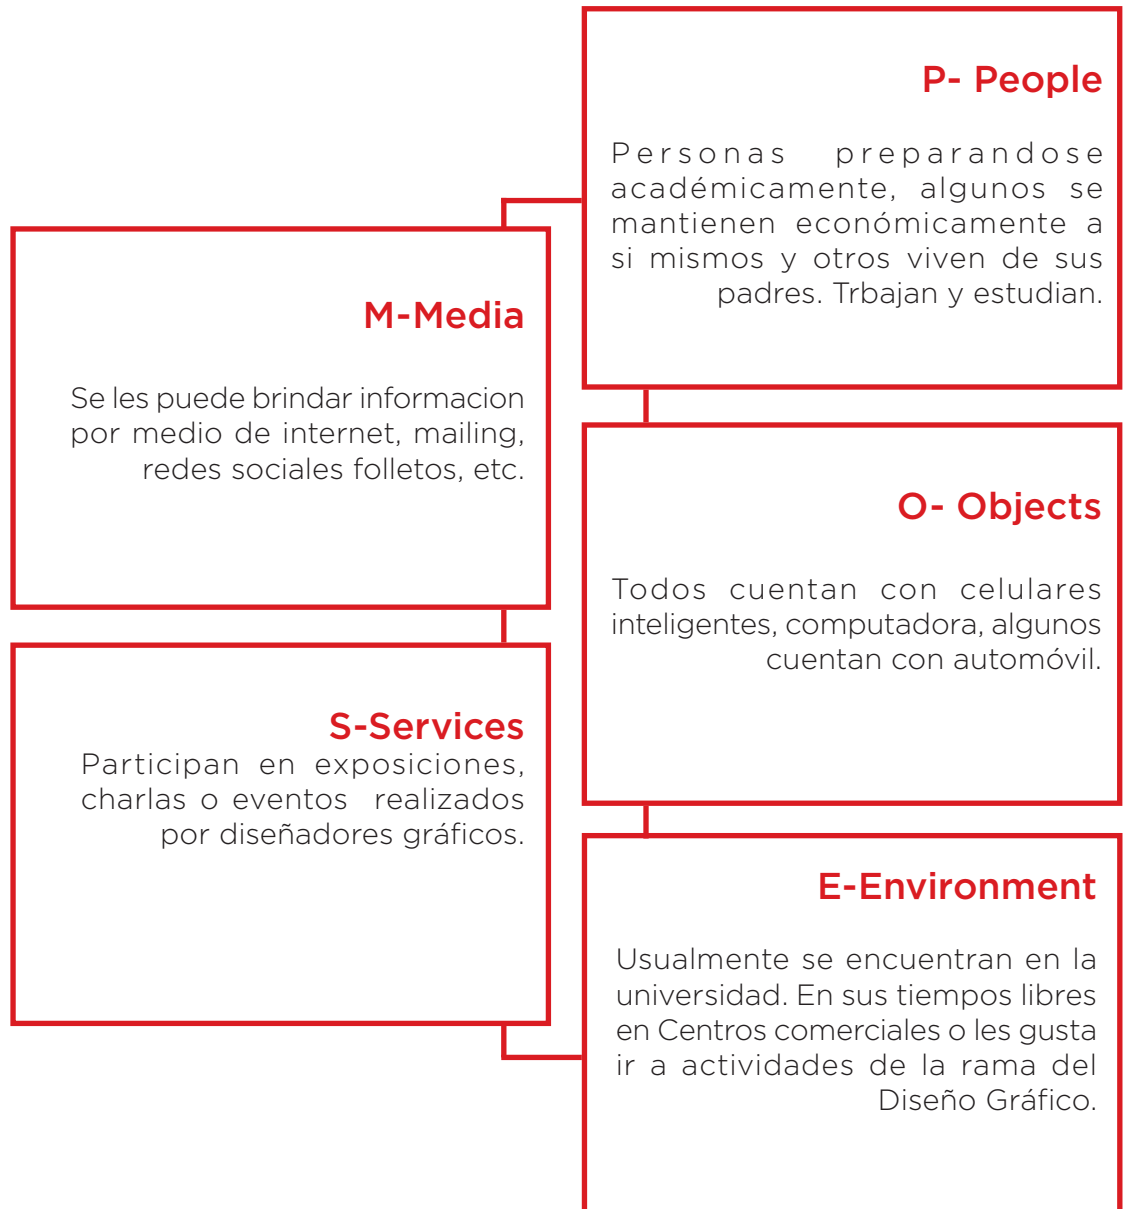 P- People
Personas preparandose
académicamente, algunos se
mantienen económicamente a
si mismos y otros viven de sus
padres. Trbajan y estudian.
O- Objects
Todos cuentan con celulares
inteligentes, computadora, algunos
cuentan con automóvil.
E-Environment
Usualmente se encuentran en la
universidad. En sus tiempos libres
en Centros comerciales o les gusta
ir a actividades de la rama del
Diseño Gráfico.
M-Media
Se les puede brindar informacion
por medio de internet, mailing,
redes sociales folletos, etc.
S-Services
Participan en exposiciones,
charlas o eventos realizados
por diseñadores gráficos.